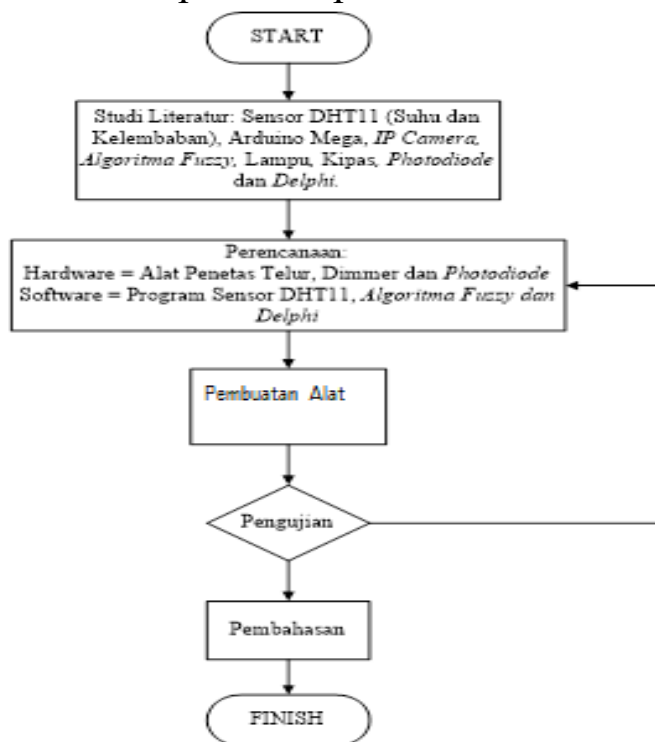 START
Studi Literatur: Sensor DHT11 (Suhu dan
Kelembaban), Arduino Mega, IP Camera,
Algoritma Fuzzy, Lampu, Kipas, Photodiode
dan Delphi.
Perencanaan:
Hardware = Alat Penetas Telur, Dimmer dan Photodiode
Software = Program Sensor DHT11, Algoritma Fuzzy dan
Delphi
Pembuatan Alat
Pengujian
Pembahasan
FINISH